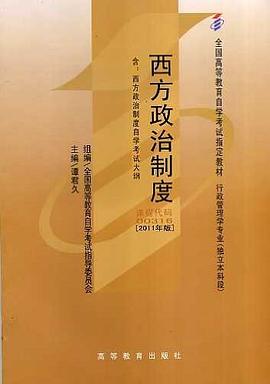 全国高等教育自学考试指定教材
行政管理学专业(独立本科段)
西方政治制度
课程代码
00316
[2011年版]
含:西方政治制度自学考试大纲
组编/全国高等教育自学考试指导委员会
主编/谭君久
高等教育出版社